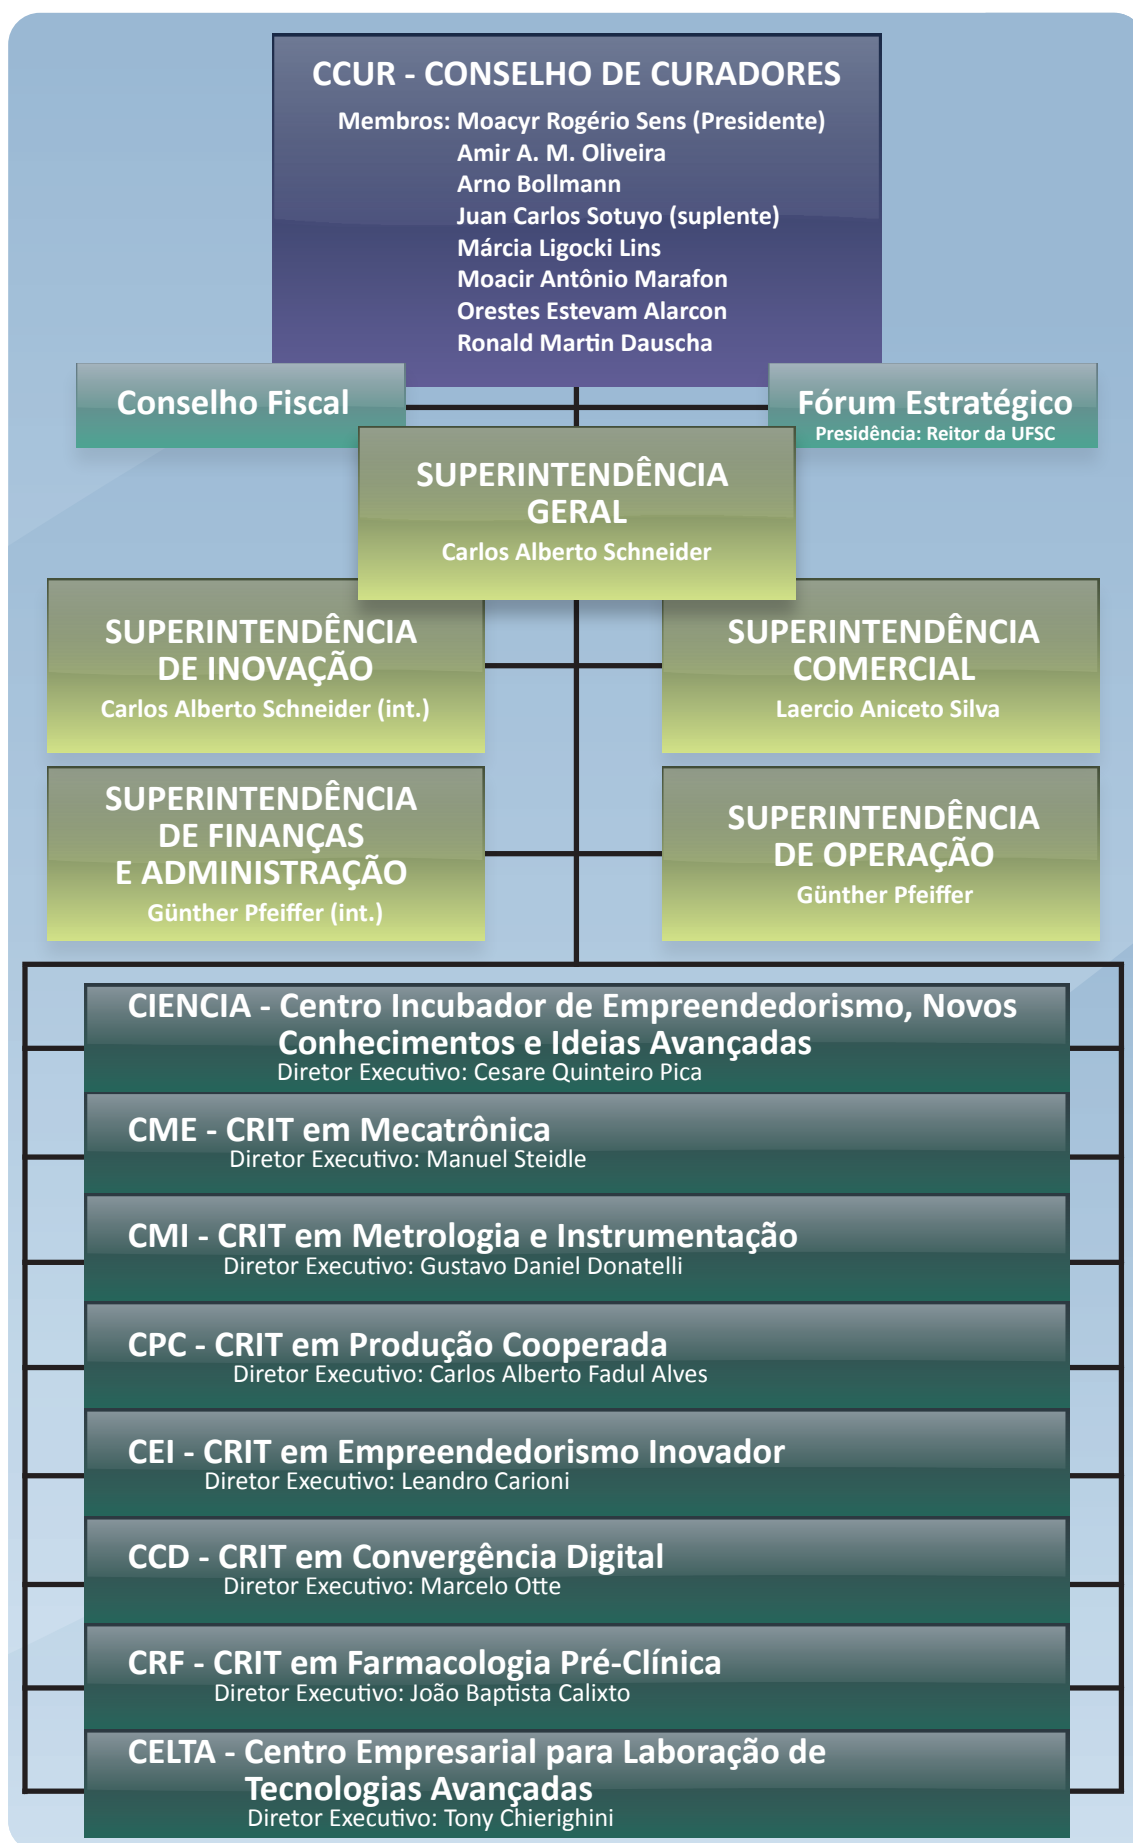 CCUR - CONSELHO DE CURADORES
Membros: Moacyr Rogério Sens (Presidente)
Amir A. M. Oliveira
Arno Bollmann
Juan Carlos Sotuyo (suplente)
Márcia Ligocki Lins
Moacir Antônio Marafon
Orestes Estevam Alarcon
Ronald Martin Dauscha
Conselho Fiscal
Fórum Estratégico
Presidência: Reitor da UFSC
SUPERINTENDÊNCIA
GERAL
Carlos Alberto Schneider
SUPERINTENDÊNCIA
DE INOVAÇÃO
Carlos Alberto Schneider (int.)
SUPERINTENDÊNCIA
COMERCIAL
Laercio Aniceto Silva
SUPERINTENDÊNCIA
DE FINANÇAS
E ADMINISTRAÇÃO
Günther Pfeiffer (int.)
SUPERINTENDÊNCIA
DE OPERAÇÃO
Günther Pfeiffer
CIENCIA - Centro Incubador de Empreendedorismo, Novos
Conhecimentos e Ideias Avançadas
Diretor Executivo: Cesare Quinteiro Pica
CME - CRIT em Mecatrônica
Diretor Executivo: Manuel Steidle
CMI - CRIT em Metrologia e Instrumentação
Diretor Executivo: Gustavo Daniel Donatelli
CPC - CRIT em Produção Cooperada
Diretor Executivo: Carlos Alberto Fadul Alves
CEI - CRIT em Empreendedorismo Inovador
Diretor Executivo: Leandro Carioni
CCD - CRIT em Convergência Digital
Diretor Executivo: Marcelo Otte
CRF - CRIT em Farmacologia Pré-Clínica
Diretor Executivo: João Baptista Calixto
CELTA - Centro Empresarial para Laboração de
Tecnologias Avançadas
Diretor Executivo: Tony Chierighini